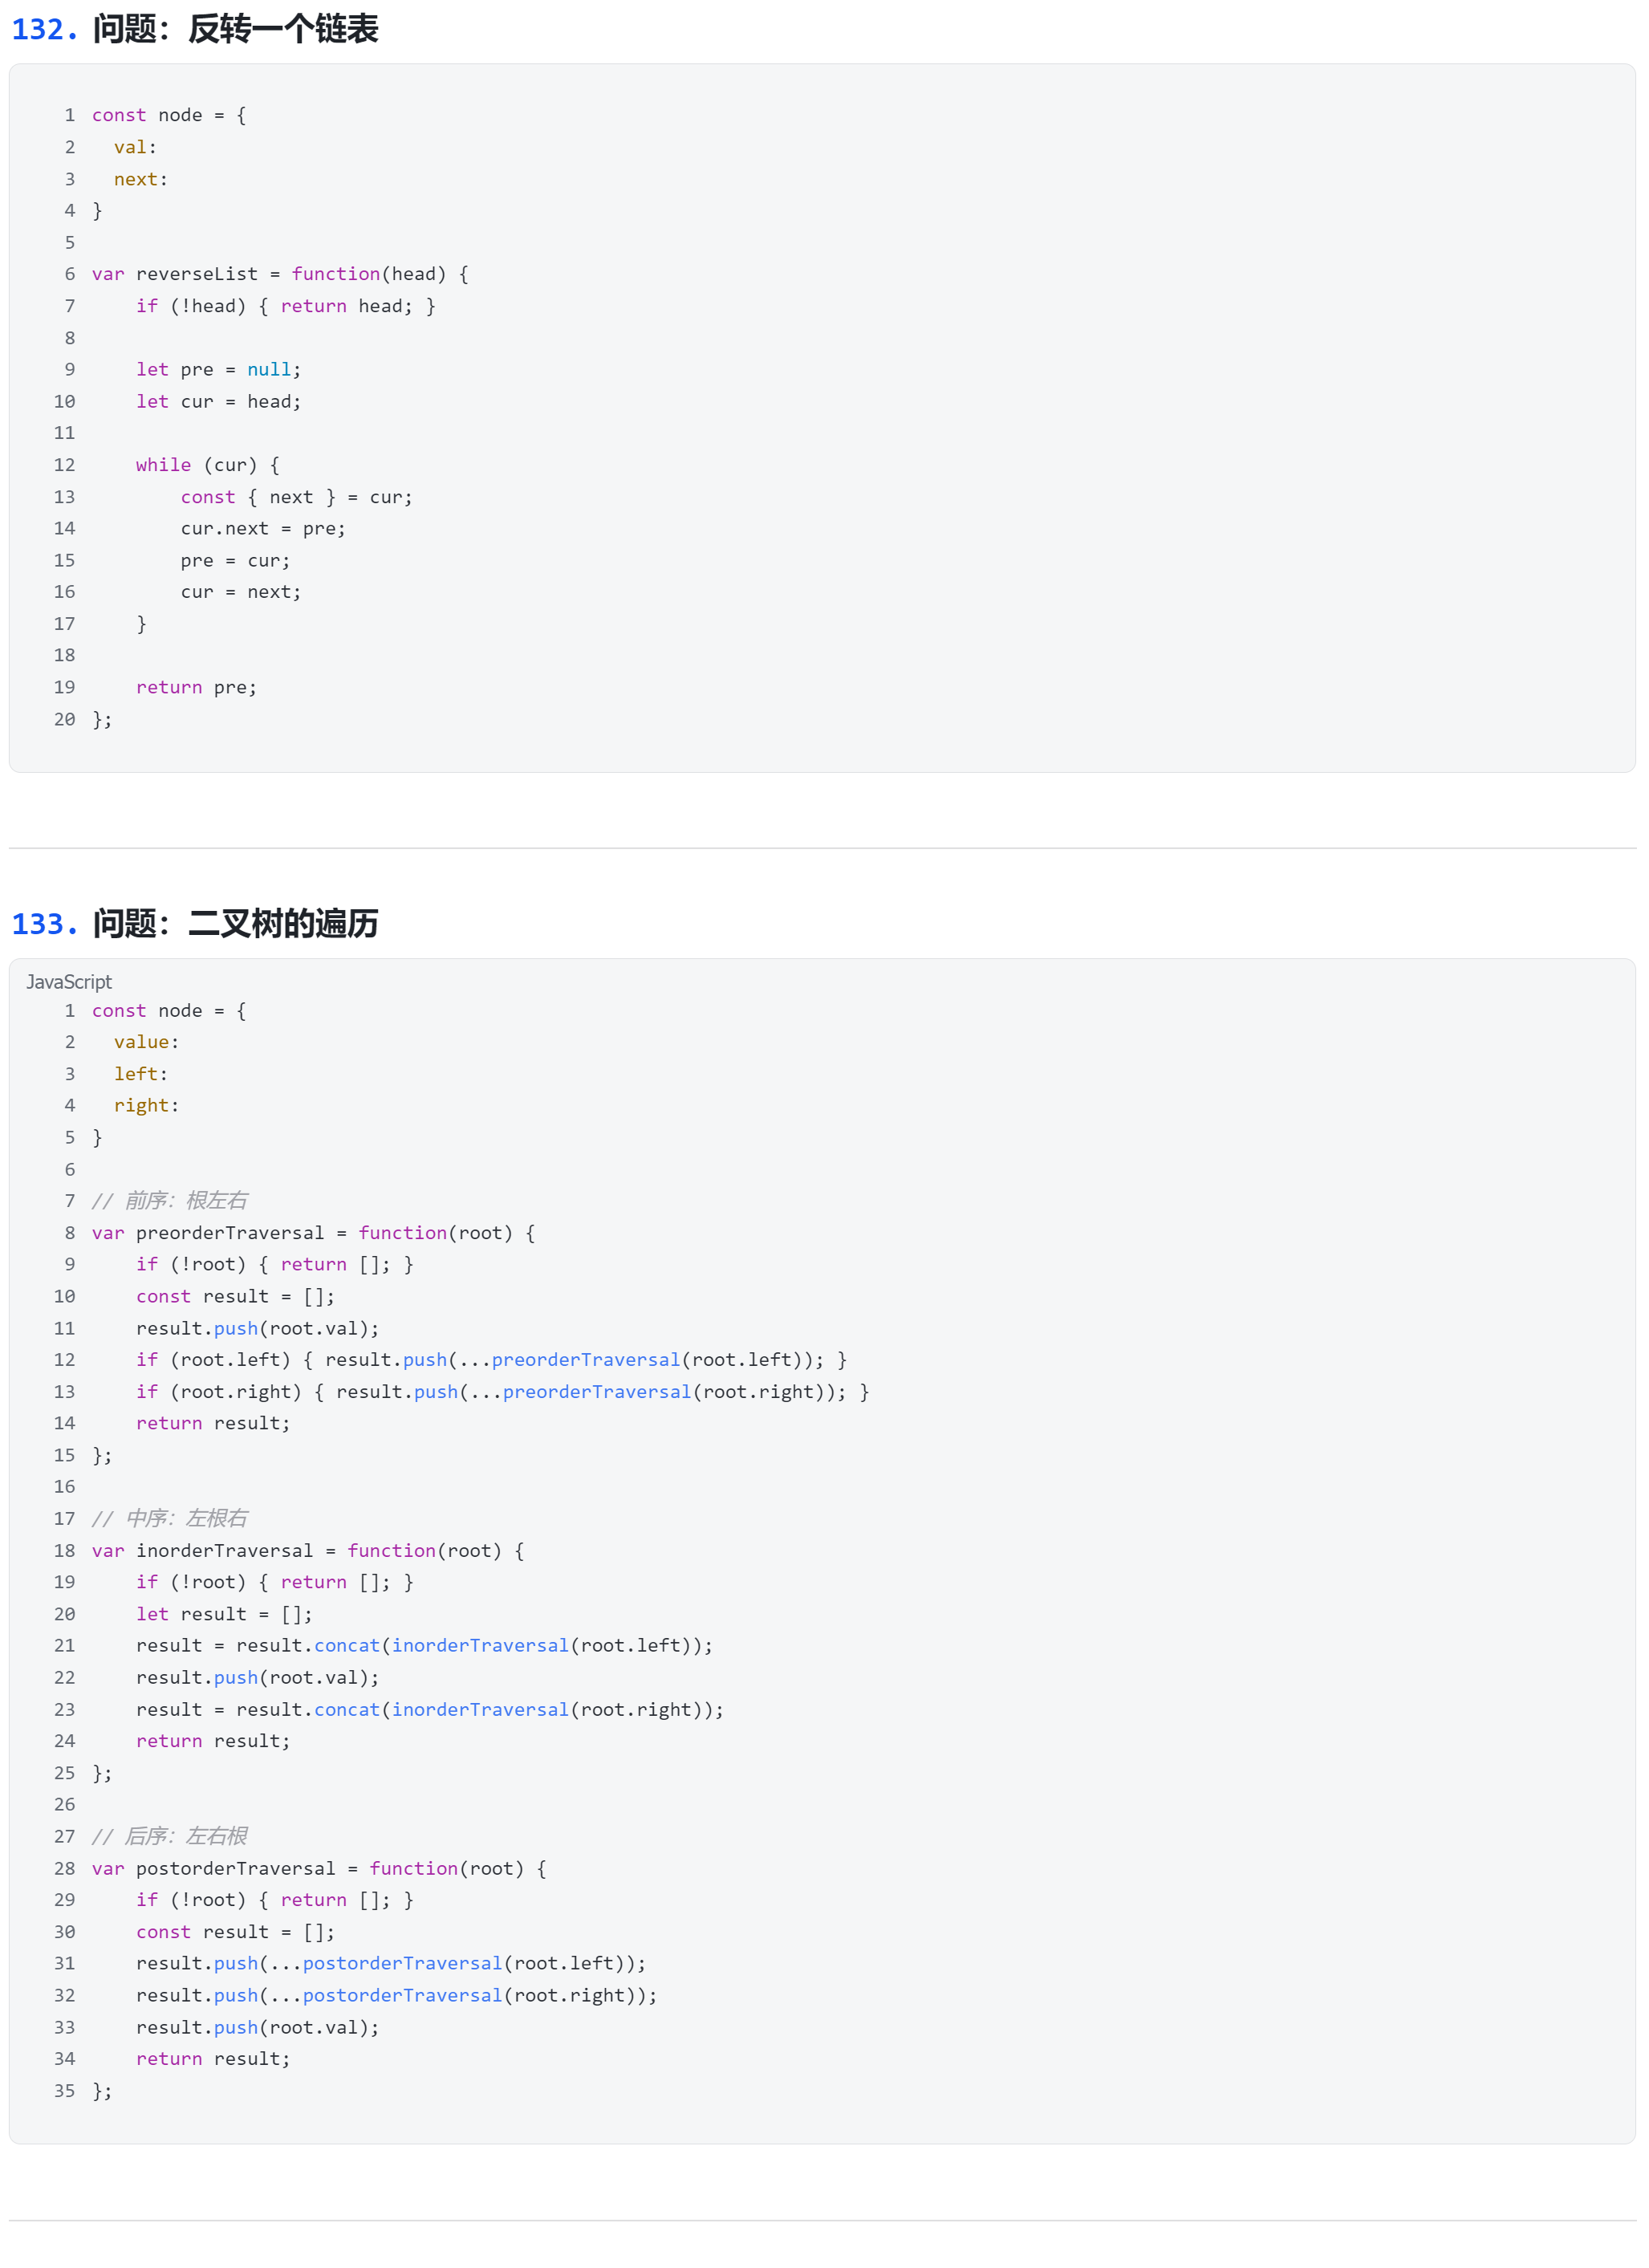 132. 问题：反转一个链表
1 const node = {
2   val:
3   next:
4 }
5
6 var reverseList = function(head) {
7     if (!head) { return head; }
8
9     let pre = null;
10     let cur = head;
11
12     while (cur) {
13         const { next } = cur;
14         cur.next = pre;
15         pre = cur;
16         cur = next;
17     }
18
19     return pre;
20 };
133. 问题：二叉树的遍历
JavaScript
1 const node = {
2   value:
3   left:
4   right:
5 }
6
7 // 前序：根左右
8 var preorderTraversal = function(root) {
9     if (!root) { return []; }
10     const result = [];
11     result.push(root.val);
12     if (root.left) { result.push(...preorderTraversal(root.left)); }
13     if (root.right) { result.push(...preorderTraversal(root.right)); }
14     return result;
15 };
16
17 // 中序：左根右
18 var inorderTraversal = function(root) {
19     if (!root) { return []; }
20     let result = [];
21     result = result.concat(inorderTraversal(root.left));
22     result.push(root.val);
23     result = result.concat(inorderTraversal(root.right));
24     return result;
25 };
26
27 // 后序：左右根
28 var postorderTraversal = function(root) {
29     if (!root) { return []; }
30     const result = [];
31     result.push(...postorderTraversal(root.left));
32     result.push(...postorderTraversal(root.right));
33     result.push(root.val);
34     return result;
35 };